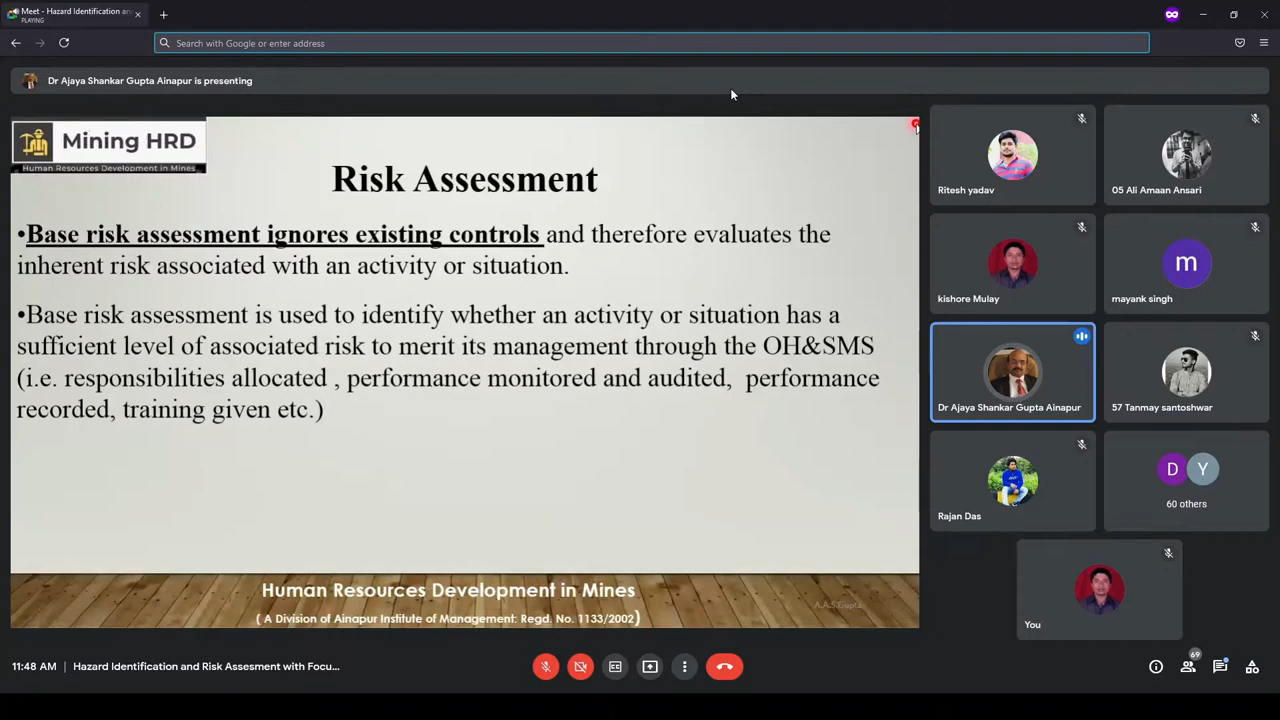 Meet - Hazard Identification and
PLAYING
Search with Google or enter address
Dr Ajaya Shankar Gupta Ainapur is presenting
Mining HRD
Human Resources Development in Mines
Risk Assessment
•Base risk assessment ignores existing controls and therefore evaluates the
inherent risk associated with an activity or situation.
•Base risk assessment is used to identify whether an activity or situation has a
sufficient level of associated risk to merit its management through the OH&SMS
(i.e. responsibilities allocated , performance monitored and audited, performance
recorded, training given etc.)
Human Resources Development in Mines
( A Division of Ainapur Institute of Management: Regd. No. 1133/2002)
A.A.S.Gupta
Ritesh yadav
05 Ali Amaan Ansari
kishore Mulay
m
mayank singh
Dr Ajaya Shankar Gupta Ainapur
57 Tanmay santoshwar
Rajan Das
D Y
60 others
You
11:48 AM | Hazard Identification and Risk Assesment with Focu...
69